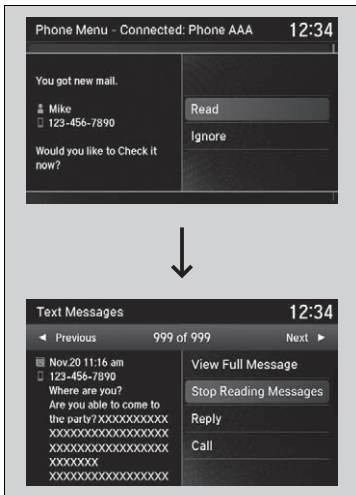 Phone Menu - Connected: Phone AAA 12:34
You got new mail.
Mike
123-456-7890
Would you like to Check it
now?
Read
Ignore
Text Messages 12:34
◄ Previous 999 of 999 Next ►
Nov.20 11:16 am
123-456-7890
Where are you?
Are you able to come to
the party?XXXXXXXXXX
XXXXXXXXXXXXXXXXX
XXXXXXXXXXXXXXXXX
XXXXXXX
XXXXXXXXXXXXXXXXX
View Full Message
Stop Reading Messages
Reply
Call